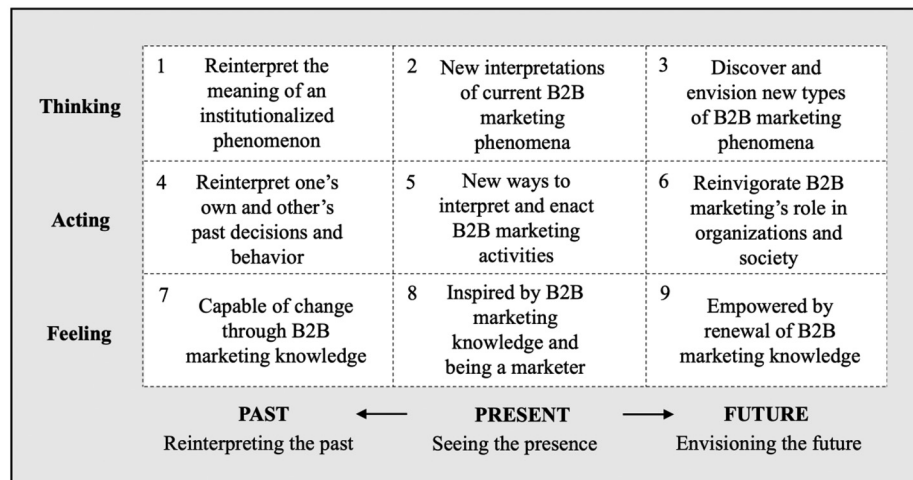 1 Reinterpret the
meaning of an
institutionalized
phenomenon
2 New interpretations
of current B2B
marketing
phenomena
3 Discover and
envision new types
of B2B marketing
phenomena
Thinking
4 Reinterpret one's
own and other's
past decisions and
behavior
5 New ways to
interpret and enact
B2B marketing
activities
6 Reinvigorate B2B
marketing's role in
organizations and
society
Acting
7 Capable of change
through B2B
marketing knowledge
8 Inspired by B2B
marketing
knowledge and
being a marketer
9 Empowered by
renewal of B2B
marketing knowledge
Feeling
PAST ← PRESENT → FUTURE
Reinterpreting the past Seeing the presence Envisioning the future